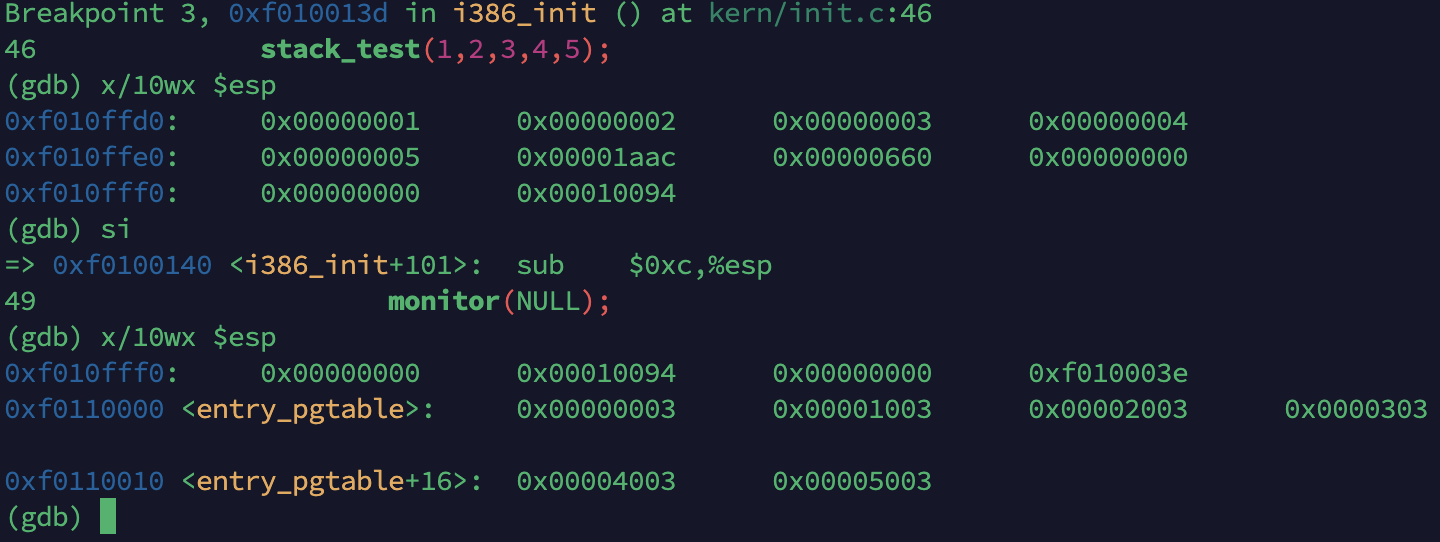 Breakpoint 3, 0xf010013d in i386_init () at kern/init.c:46
46              stack_test(1,2,3,4,5);
(gdb) x/10wx $esp
0xf010ffd0:     0x00000001      0x00000002      0x00000003      0x00000004
0xf010ffe0:     0x00000005      0x00001aac      0x00000660      0x00000000
0xf010fff0:     0x00000000      0x00010094
(gdb) si
=> 0xf0100140 <i386_init+101>:  sub    $0xc,%esp
49                      monitor(NULL);
(gdb) x/10wx $esp
0xf010fff0:     0x00000000      0x00010094      0x00000000      0xf010003e
0xf0110000 <entry_pgtable>:     0x00000003      0x00001003      0x00002003      0x0000303
0xf0110010 <entry_pgtable+16>:  0x00004003      0x00005003
(gdb)